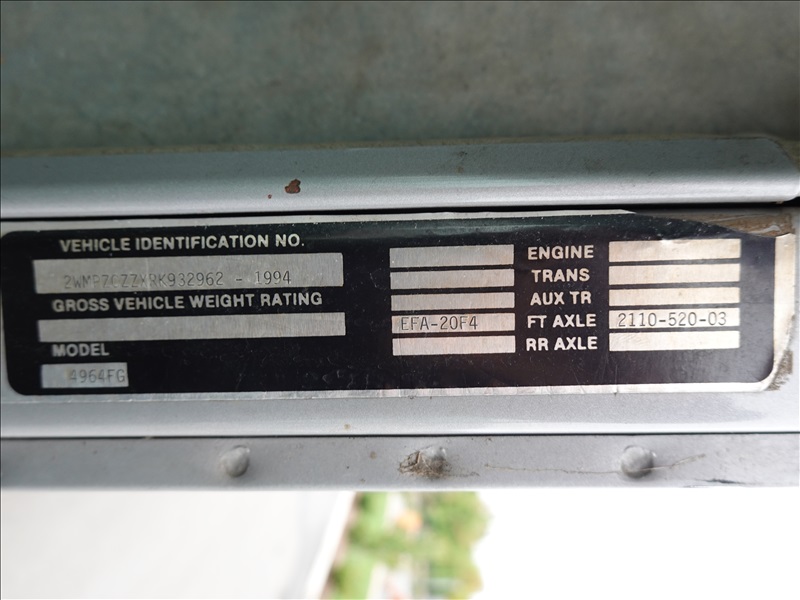 VEHICLE IDENTIFICATION NO.
- 1994
GROSS VEHICLE WEIGHT RATING
MODEL
4964FG
ENGINE
TRANS
AUX TR
EFA-20F4 FT AXLE 2110-520-03
RR AXLE